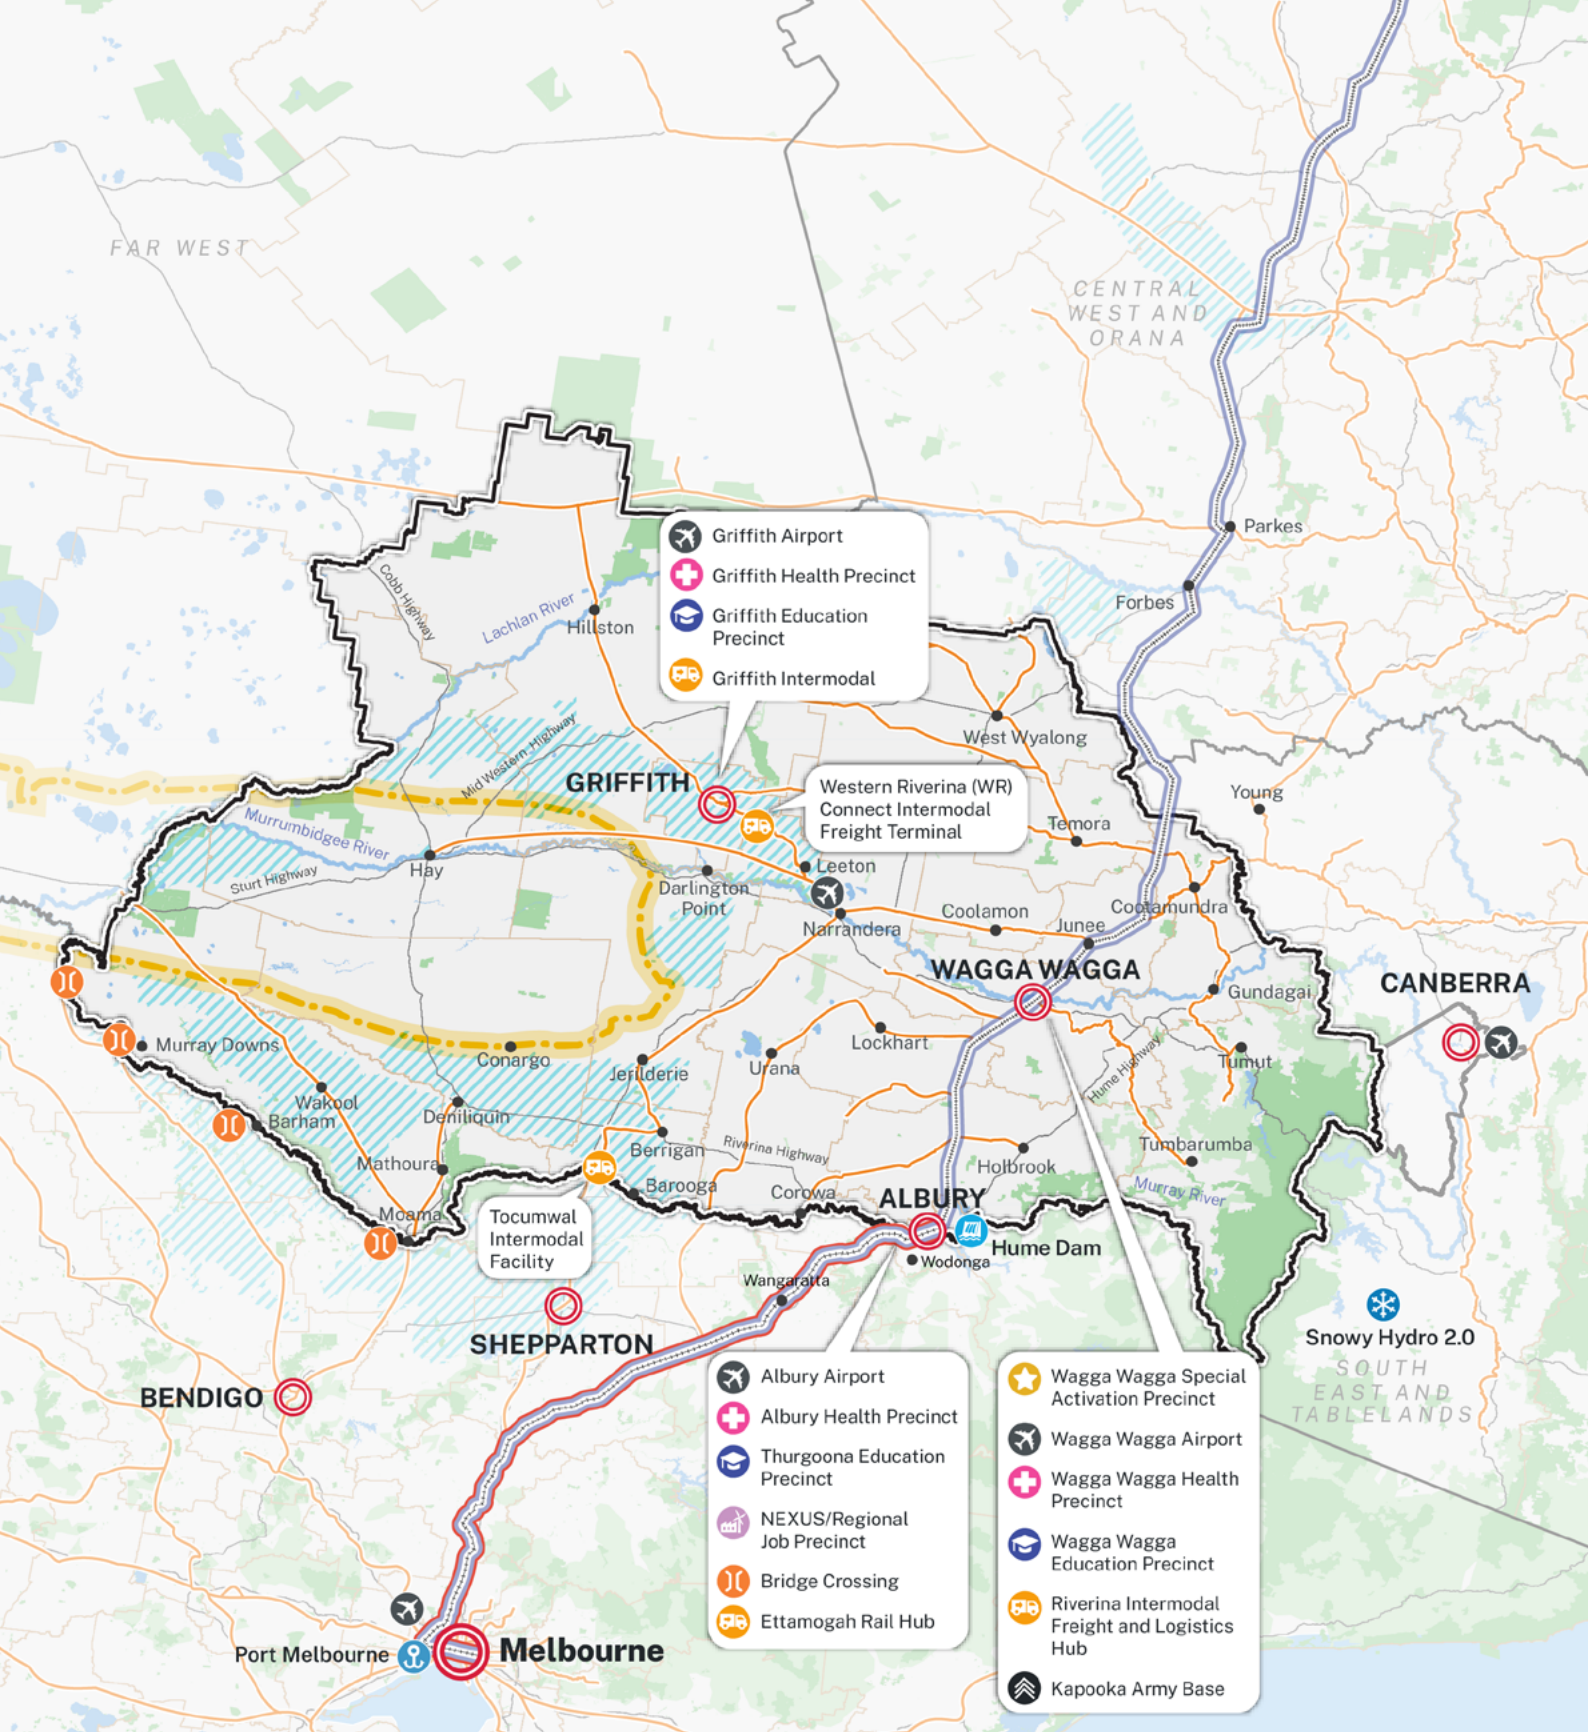 FAR WEST
CENTRAL
WEST AND
ORANA
Parkes
Forbes
Griffith Airport
Griffith Health Precinct
Griffith Education
Precinct
Griffith Intermodal
Cobb Highway
Lachlan River
Hillston
West Wyalong
Mid Western Highway
GRIFFITH
Western Riverina (WR)
Connect Intermodal
Freight Terminal
Young
Temora
Murrumbidgee River
Hay
Sturt Highway
Leeton
Darlington
Point
Narrandera
Coolamon
Cootamundra
Junee
WAGGA WAGGA
Gundagai
CANBERRA
Murray Downs
Conargo
Jerilderie
Urana
Lockhart
Hume Highway
Tumut
Wakool
Barham
Deniliquin
Berrigan
Riverina Highway
Tumbarumba
Mathoura
Holbrook
Barooga
Corowa
ALBURY
Murray River
Moama
Tocumwal
Intermodal
Facility
Hume Dam
Wodonga
Wangaratta
SHEPPARTON
Snowy Hydro 2.0
SOUTH
EAST AND
TABLELANDS
BENDIGO
Albury Airport
Albury Health Precinct
Thurgoona Education
Precinct
NEXUS/Regional
Job Precinct
Bridge Crossing
Ettamogah Rail Hub
Wagga Wagga Special
Activation Precinct
Wagga Wagga Airport
Wagga Wagga Health
Precinct
Wagga Wagga
Education Precinct
Riverina Intermodal
Freight and Logistics
Hub
Kapooka Army Base
Port Melbourne
Melbourne